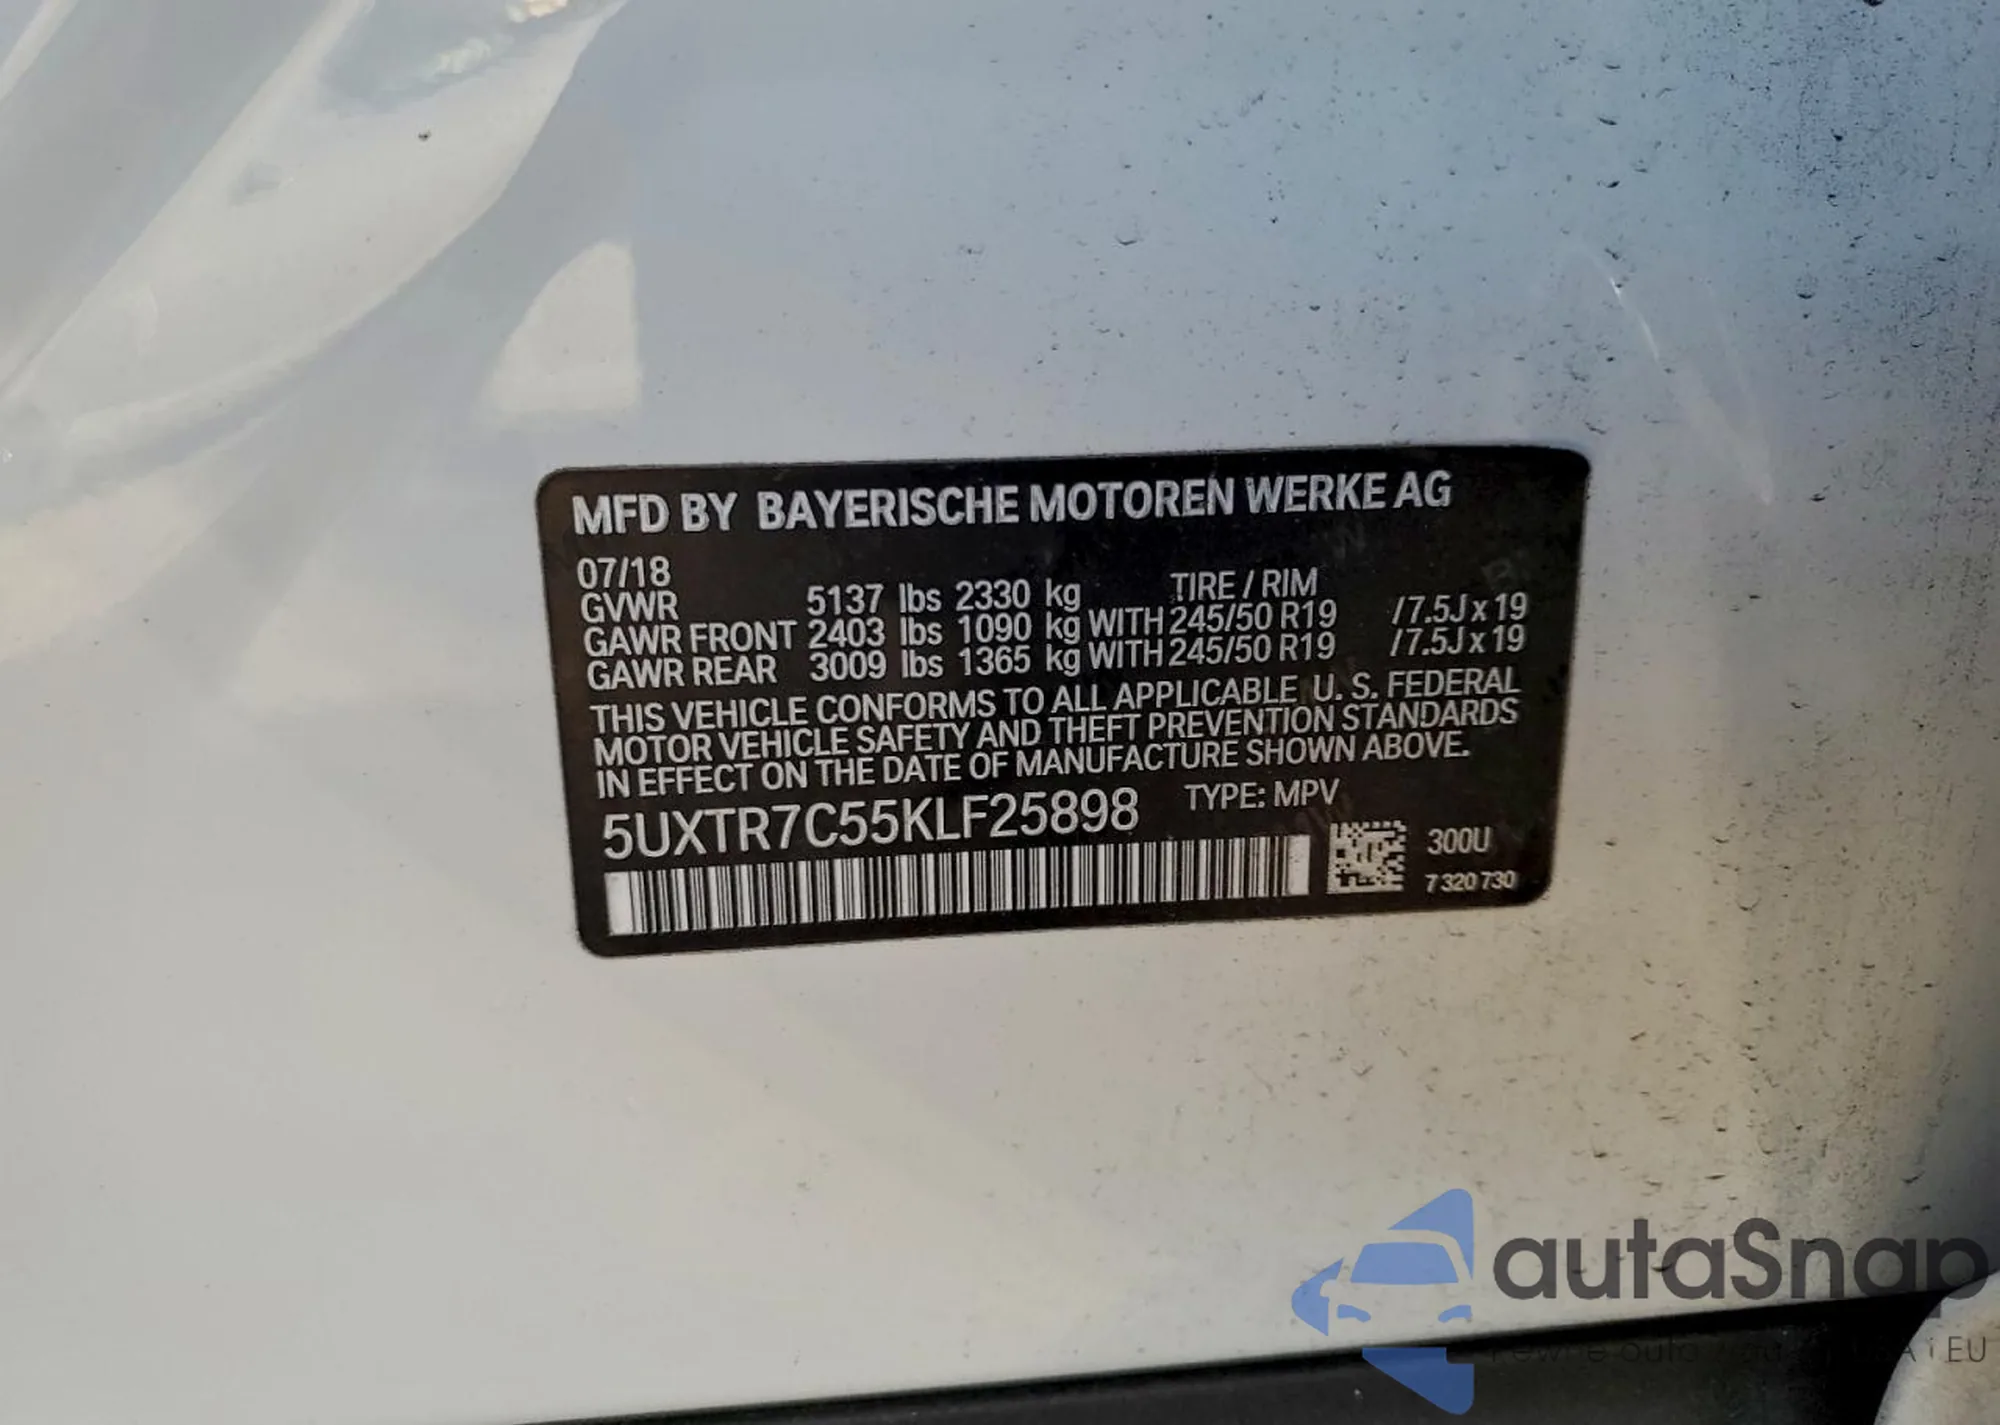 MFD BY BAYERISCHE MOTOREN WERKE AG
07/18
GVWR 5137 lbs 2330 kg TIRE / RIM
GAWR FRONT 2403 lbs 1090 kg WITH 245/50 R19 /7.5J x 19
GAWR REAR 3009 lbs 1365 kg WITH 245/50 R19 /7.5J x 19
THIS VEHICLE CONFORMS TO ALL APPLICABLE U. S. FEDERAL
MOTOR VEHICLE SAFETY AND THEFT PREVENTION STANDARDS
IN EFFECT ON THE DATE OF MANUFACTURE SHOWN ABOVE.
5UXTR7C55KLF25898 TYPE: MPV
300U
7 320 730
autaSnap
i EU